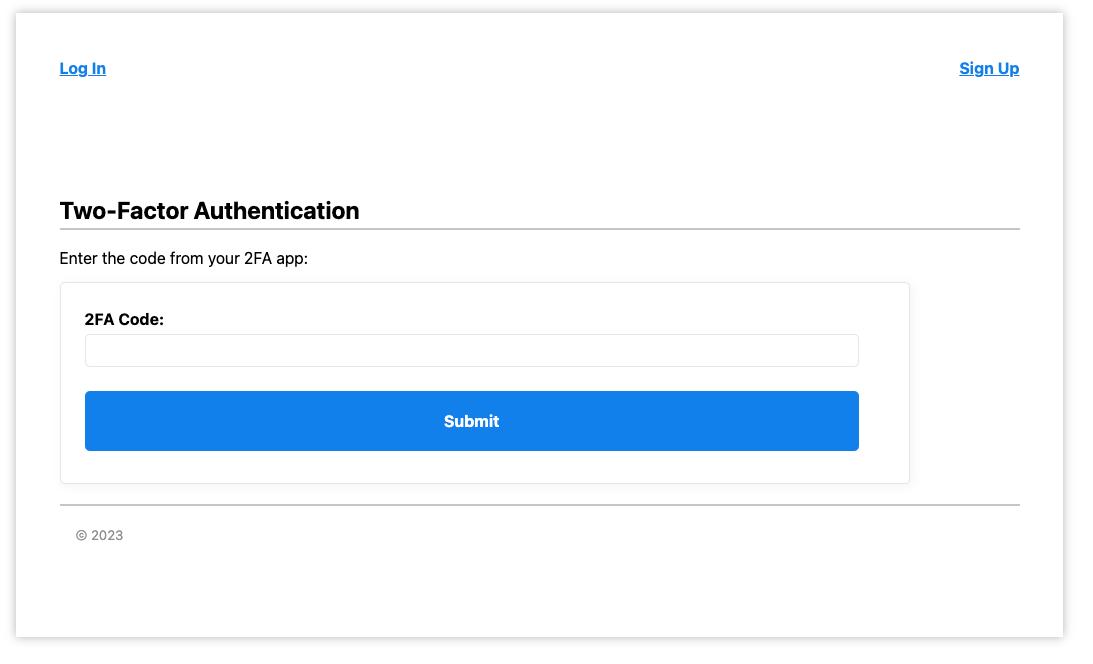 Log In
Sign Up
Two-Factor Authentication
Enter the code from your 2FA app:
2FA Code:
Submit
© 2023